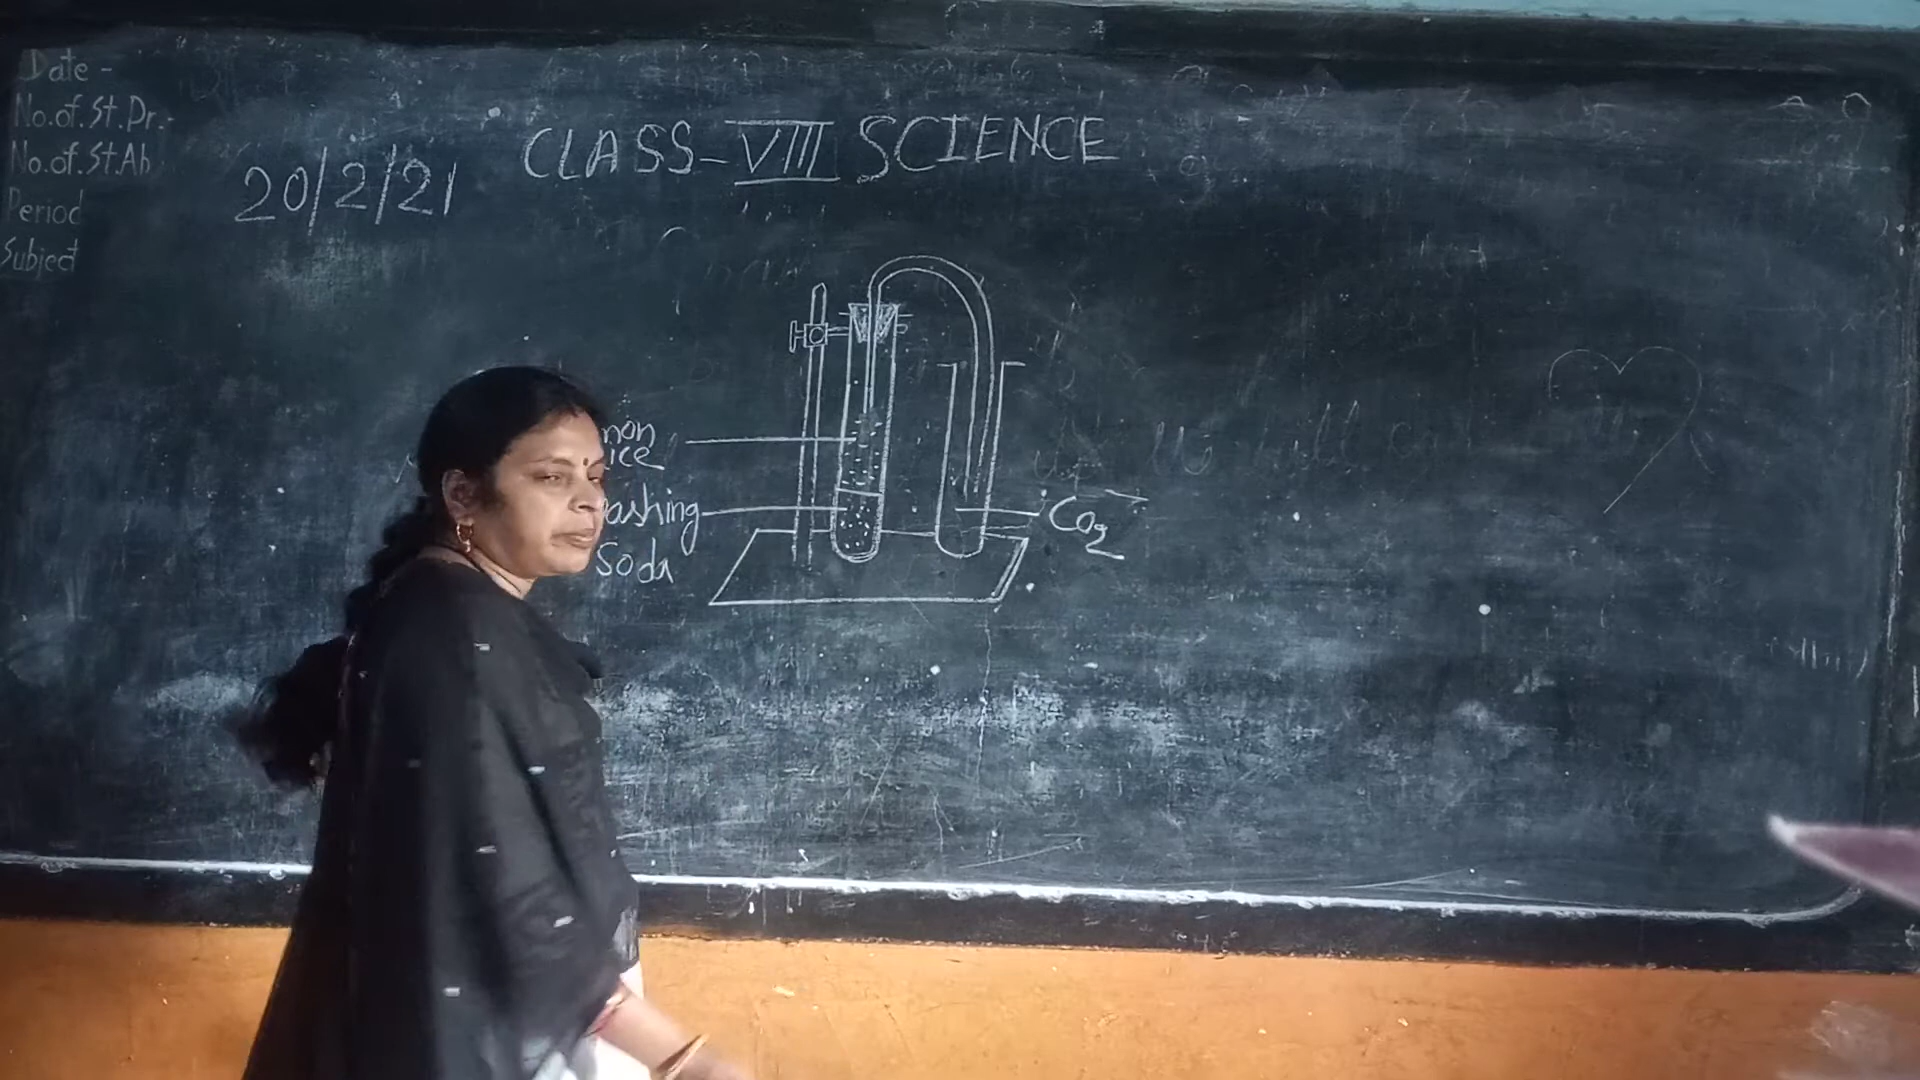 Date -
No.of.St.Pr.-
No.of.St.Ab
Period
Subject
20/2/21
CLASS-VIII SCIENCE
non
ice
ashing
Soda
CO2